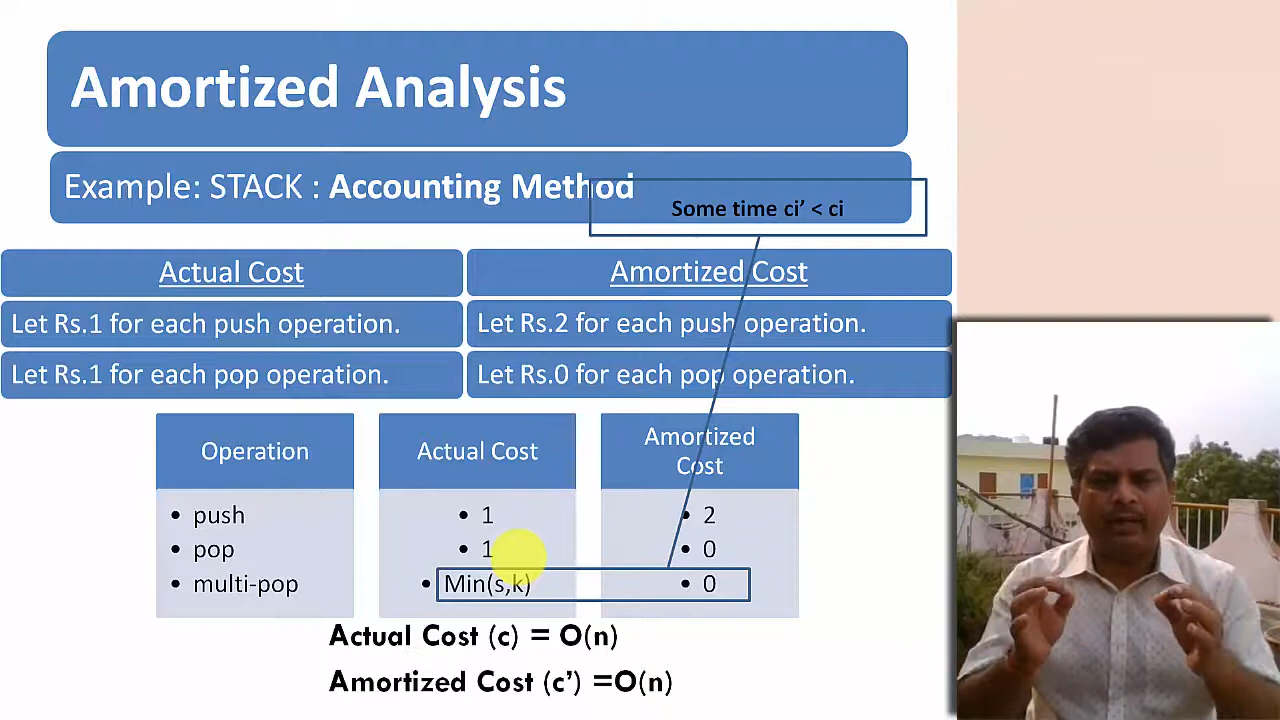 Amortized Analysis
Example: STACK : Accounting Method
Some time ci’ < ci
Actual Cost
Amortized Cost
Let Rs.1 for each push operation.
Let Rs.2 for each push operation.
Let Rs.1 for each pop operation.
Let Rs.0 for each pop operation.
Operation
Actual Cost
Amortized
Cost
• push
• 1
• 2
• pop
• 1
• 0
• multi-pop
• Min(s,k)
• 0
Actual Cost (c) = O(n)
Amortized Cost (c’) =O(n)